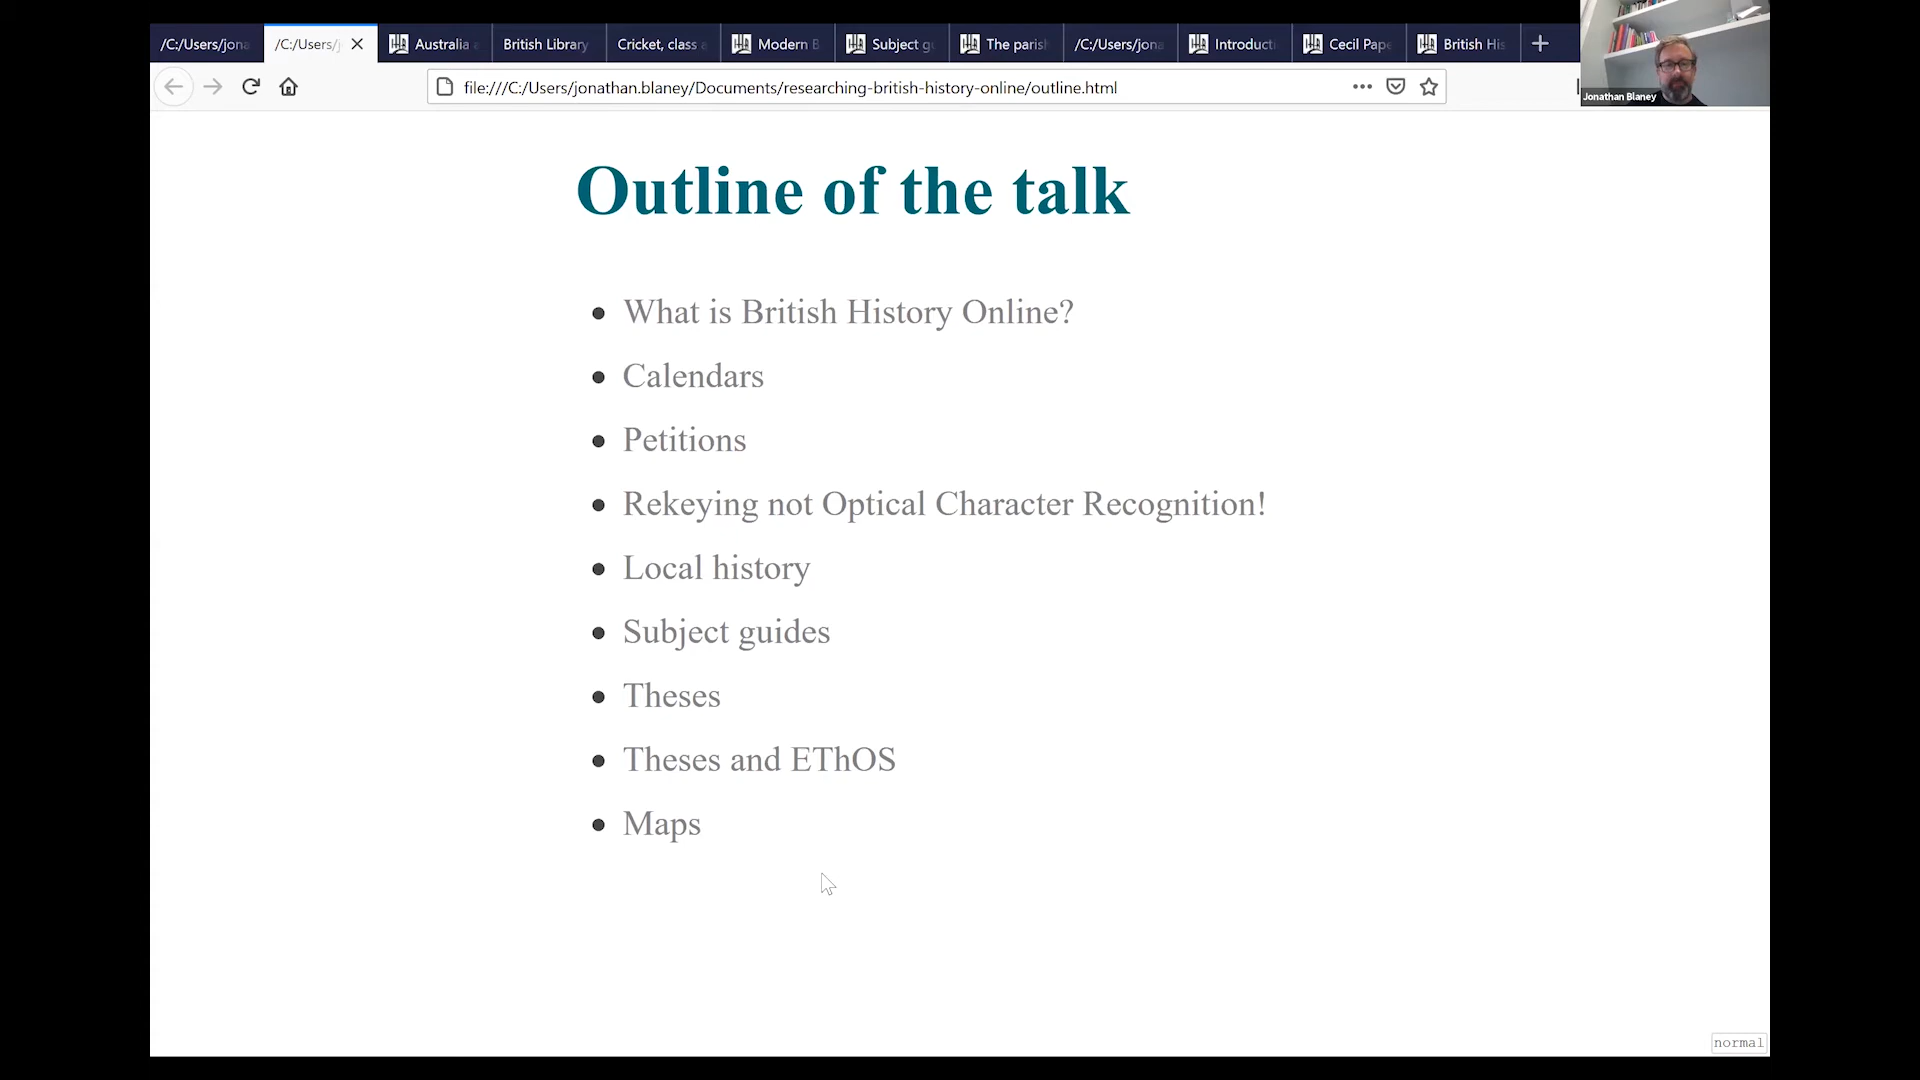 /C:/Users/jona
/C:/Users/j
Australia
British Library
Cricket, class
Modern B
Subject g
The parish
/C:/Users/jona
Introducti
Cecil Pape
British His
file:///C:/Users/jonathan.blaney/Documents/researching-british-history-online/outline.html
Jonathan Blaney
Outline of the talk
What is British History Online?
Calendars
Petitions
Rekeying not Optical Character Recognition!
Local history
Subject guides
Theses
Theses and EThOS
Maps
normal